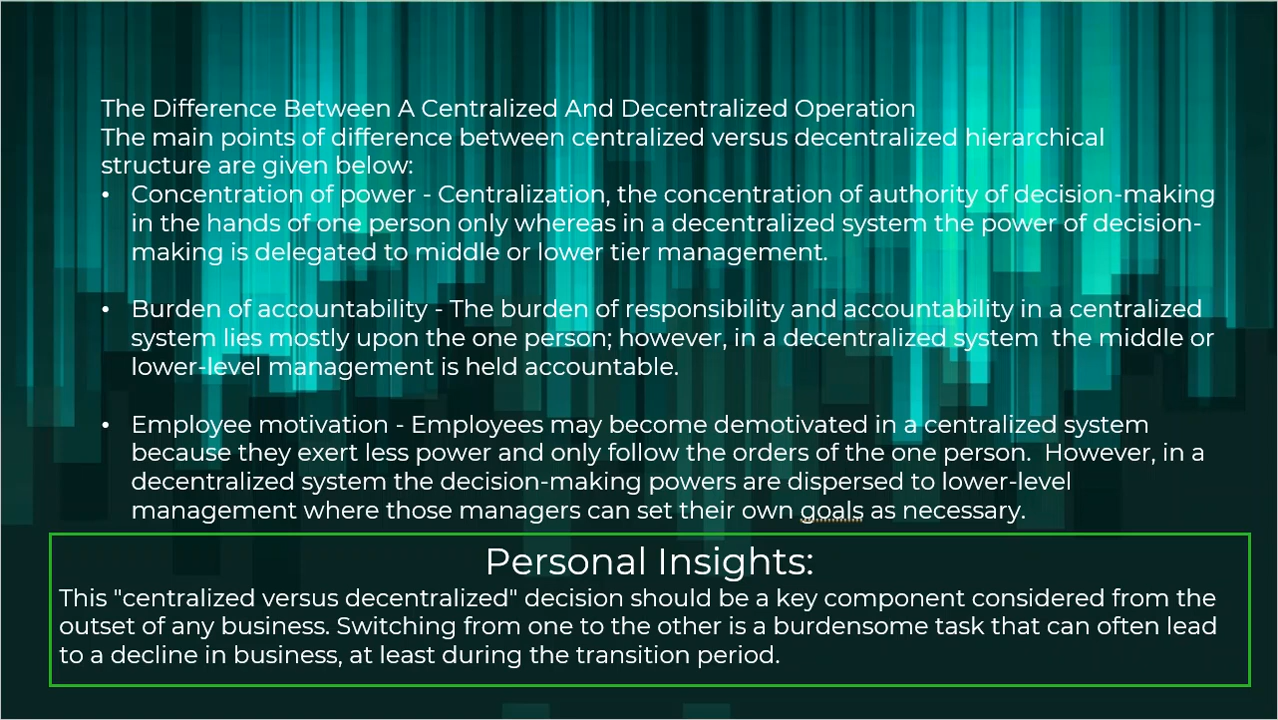 The Difference Between A Centralized And Decentralized Operation
The main points of difference between centralized versus decentralized hierarchical
structure are given below:
• Concentration of power - Centralization, the concentration of authority of decision-making
in the hands of one person only whereas in a decentralized system the power of decision-
making is delegated to middle or lower tier management.
• Burden of accountability - The burden of responsibility and accountability in a centralized
system lies mostly upon the one person; however, in a decentralized system  the middle or
lower-level management is held accountable.
• Employee motivation - Employees may become demotivated in a centralized system
because they exert less power and only follow the orders of the one person.  However, in a
decentralized system the decision-making powers are dispersed to lower-level
management where those managers can set their own goals as necessary.
Personal Insights:
This "centralized versus decentralized" decision should be a key component considered from the
outset of any business. Switching from one to the other is a burdensome task that can often lead
to a decline in business, at least during the transition period.